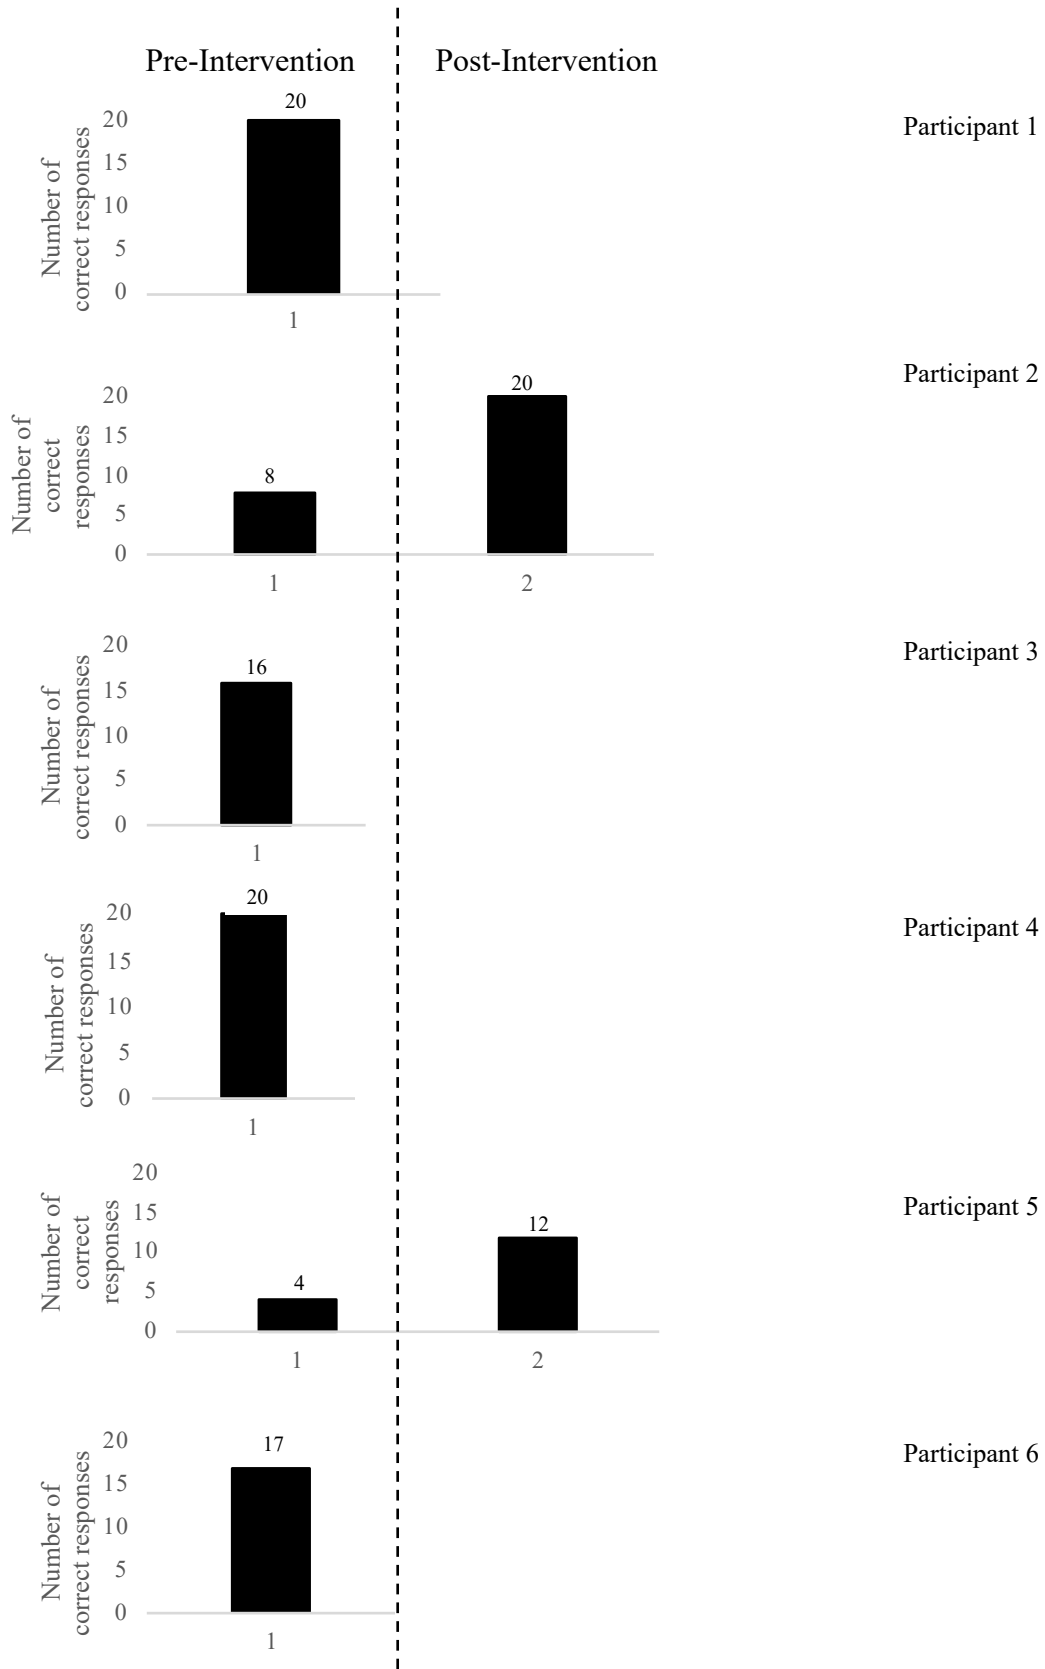 Pre-Intervention
Post-Intervention
Participant 1
Number of
correct responses
20
15
10
5
0
20
1
Participant 2
Number of
correct
responses
20
15
10
5
0
8
20
1
2
Participant 3
Number of
correct responses
20
15
10
5
0
16
1
Participant 4
Number of
correct responses
20
15
10
5
0
20
1
Participant 5
Number of
correct
responses
20
15
10
5
0
4
12
1
2
Participant 6
Number of
correct responses
20
15
10
5
0
17
1